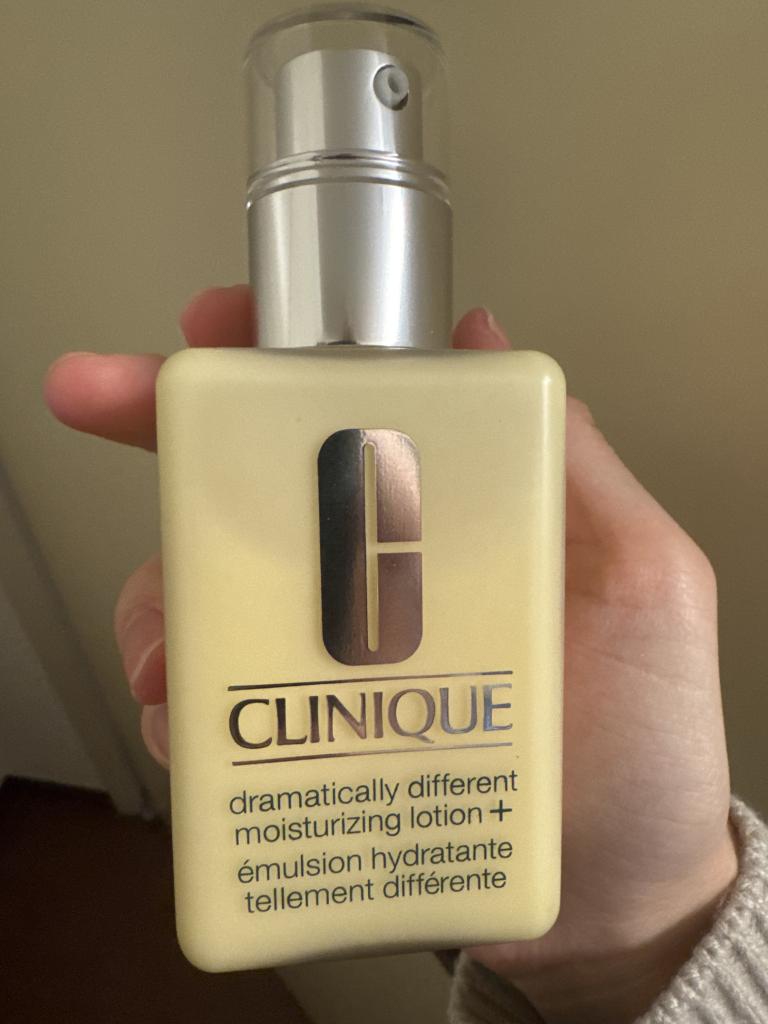 CLINIQUE
dramatically different
moisturizing lotion +
émulsion hydratante
tellement différente